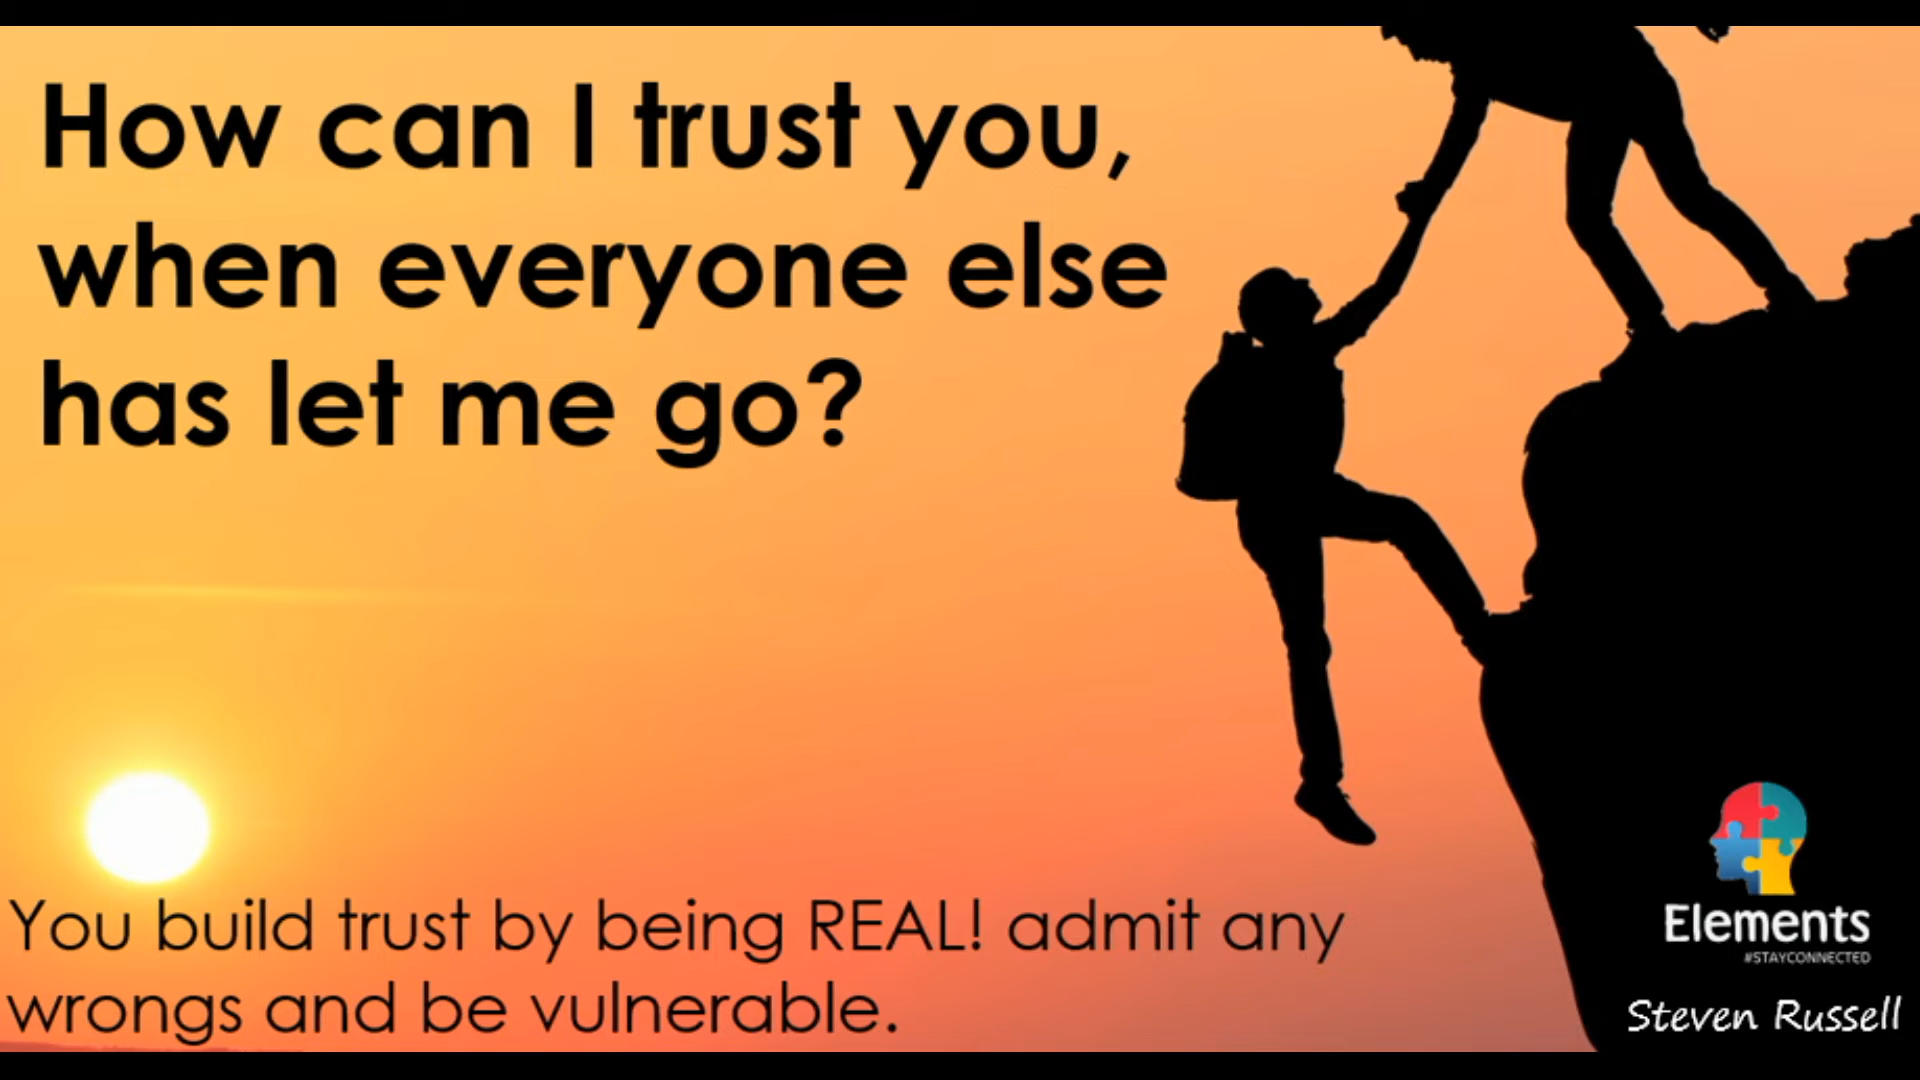 How can I trust you,
when everyone else
has let me go?
You build trust by being REAL! admit any
wrongs and be vulnerable.
Elements
#STAYCONNECTED
Steven Russell